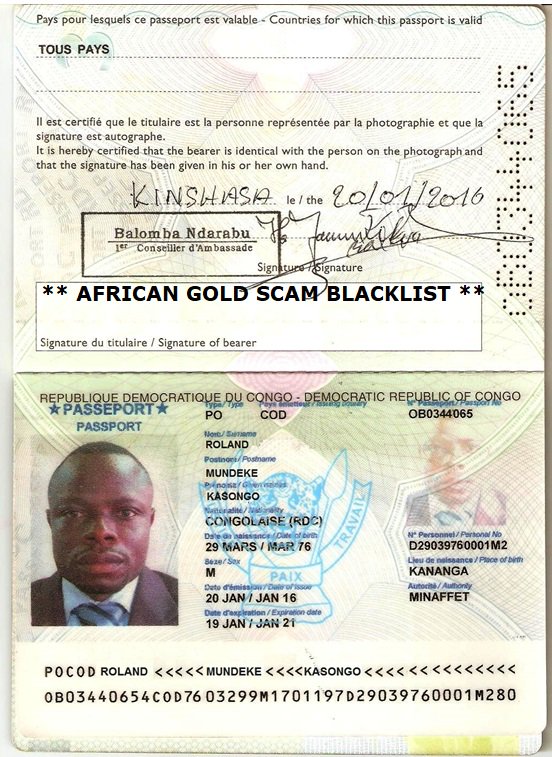 Pays pour lesquels ce passeport est valable - Countries for which this passport is valid
TOUS PAYS
Il est certifié que le titulaire est la personne représentée par la photographie et que la
signature est autographe.
It is hereby certified that the bearer is identical with the person on the photograph and
that the signature has been given in his or her own hand.
KINSHASA le / the 20/01/2016
Balomba Ndarabu
1er Conseiller d'Ambassade
Signature / Signature
** AFRICAN GOLD SCAM BLACKLIST **
Signature du titulaire / Signature of bearer
OB0344065
REPUBLIQUE DEMOCRATIQUE DU CONGO - DEMOCRATIC REPUBLIC OF CONGO
★PASSEPORT★
PASSPORT
Type / Type Pays émetteur / Issuing country N° Passeport / Passport No
PO COD OB0344065
Nom / Surname
ROLAND
Postnom / Postname
MUNDEKE
Prénoms / Given names
KASONGO
Nationalité / Nationality
CONGOLAISE (RDC)
Date de naissance / Date of birth
29 MARS / MAR 76
Sexe / Sex
M
Date d'émission / Date of issue
20 JAN / JAN 16
Date d'expiration / Expiration date
19 JAN / JAN 21
N° Personnel / Personal No
D29039760001M2
Lieu de naissance / Place of birth
KANANGA
Autorité / Authority
MINAFFET
PAIX
TRAVAIL
POCOD ROLAND <<<<< MUNDEKE <<<<KASONGO <<<<<<<<<<<<
OB03440654COD7603299M1701197D29039760001M280